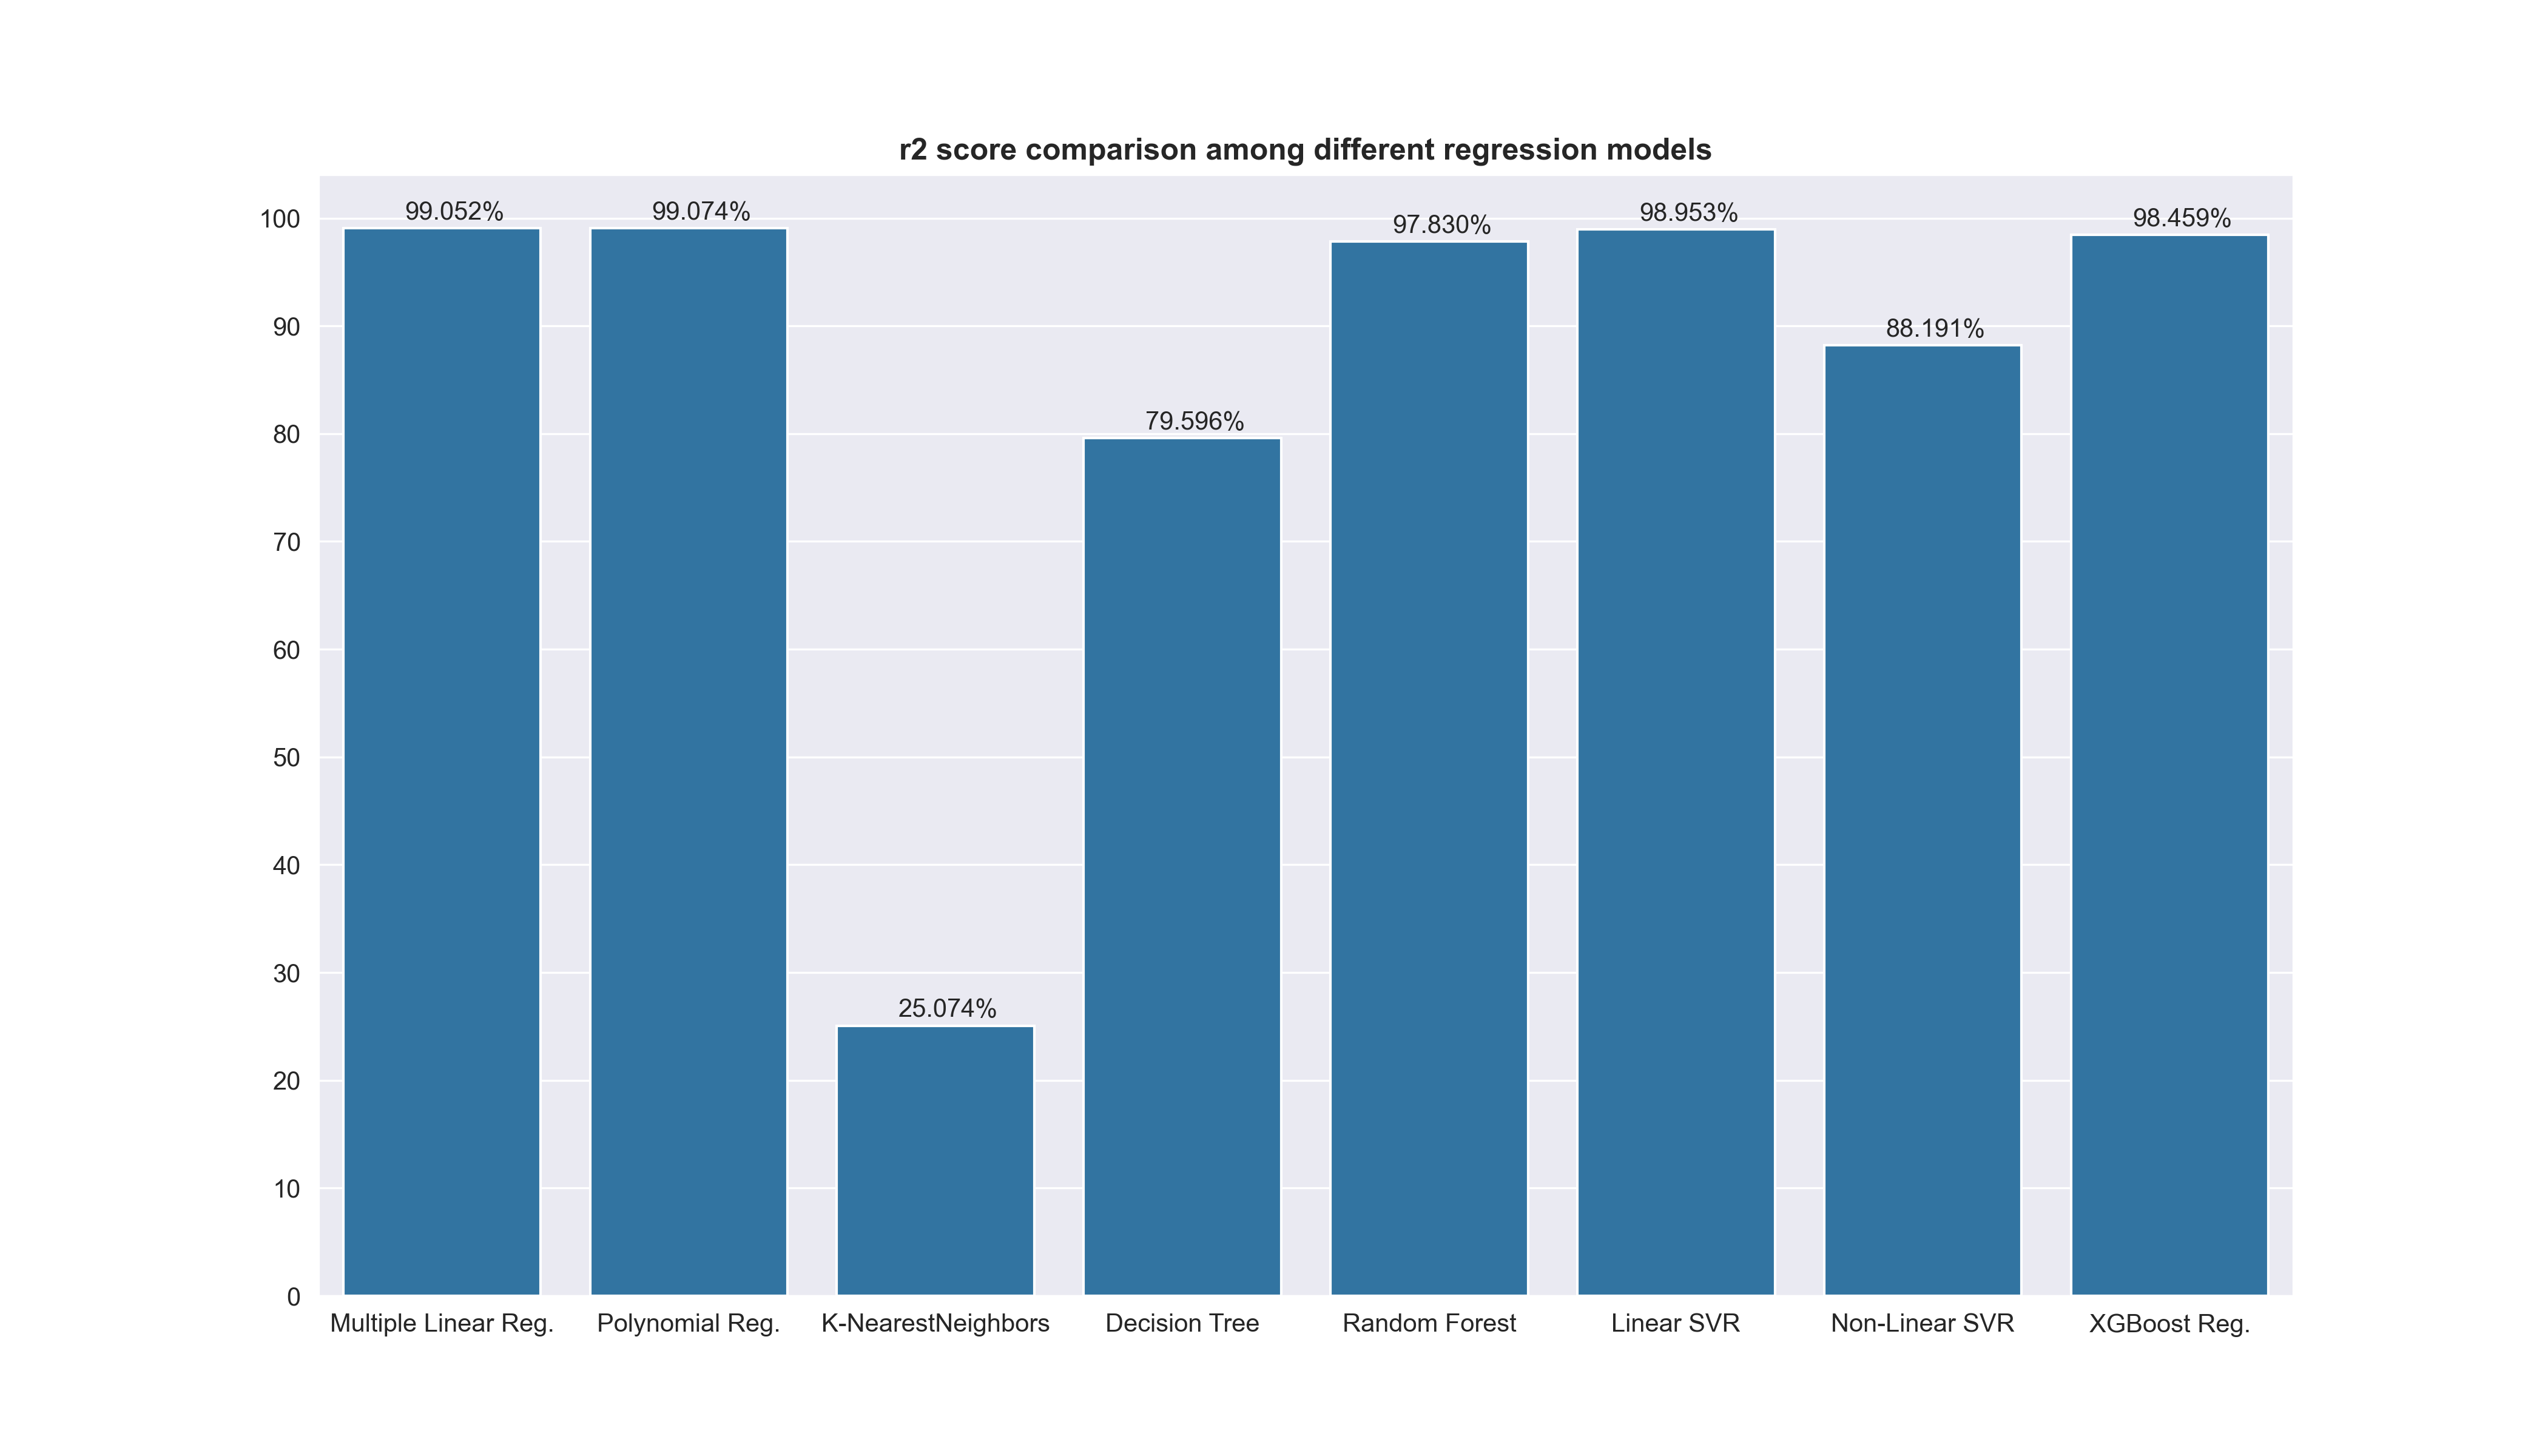 r2 score comparison among different regression models
99.052%
99.074%
25.074%
79.596%
97.830%
98.953%
88.191%
98.459%
100
90
80
70
60
50
40
30
20
10
0
Multiple Linear Reg.
Polynomial Reg.
K-NearestNeighbors
Decision Tree
Random Forest
Linear SVR
Non-Linear SVR
XGBoost Reg.